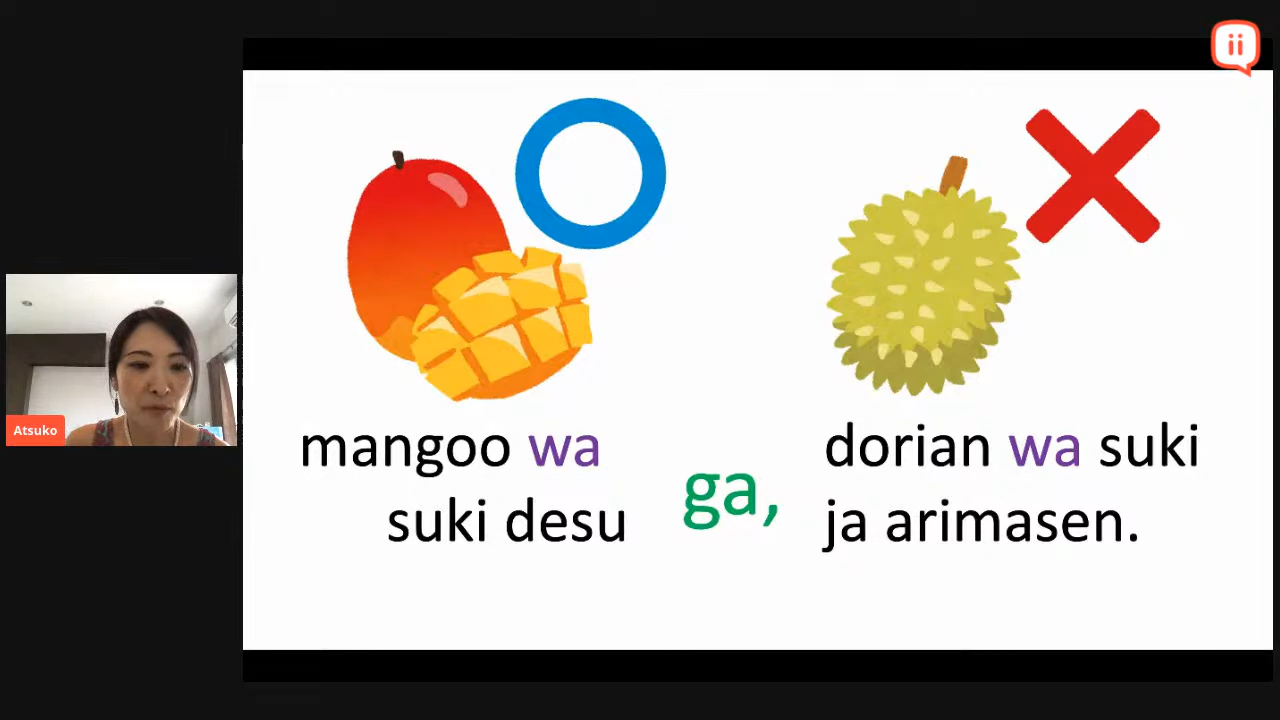 mangoo wa
suki desu
ga,
dorian wa suki
ja arimasen.
Atsuko
ii